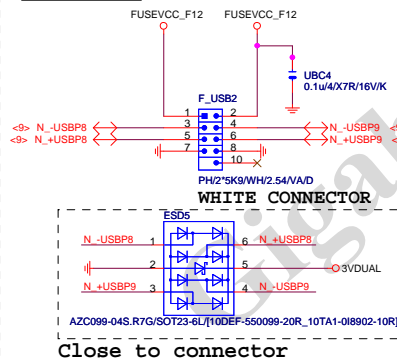 FUSEVCC_F12 FUSEVCC_F12
UBC4
0.1u/4/X7R/16V/K
F_USB2
1 2
<9> N_-USBP8 3 4 N_-USBP9
<9> N_+USBP8 5 6 N_+USBP9
7 8
10
PH/2*5K9/WH/2.54/VA/D
WHITE CONNECTOR
ESD5
N_-USBP8 1 6 N_+USBP8
2 5 3VDUAL
N_+USBP9 3 4 N_-USBP9
AZC099-04S.R7G/SOT23-6L/[10DEF-550099-20R_10TA1-0I8902-10R]
Close to connector
Gigab